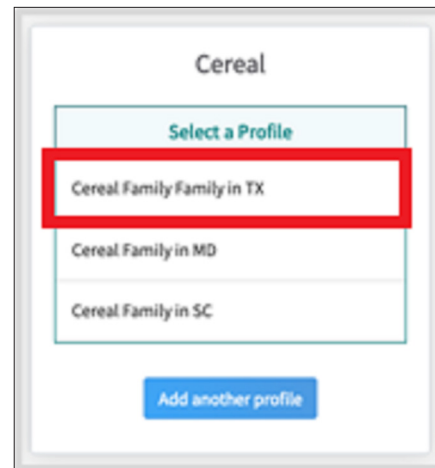 Cereal
Select a Profile
Cereal Family Family in TX
Cereal Family in MD
Cereal Family in SC
Add another profile